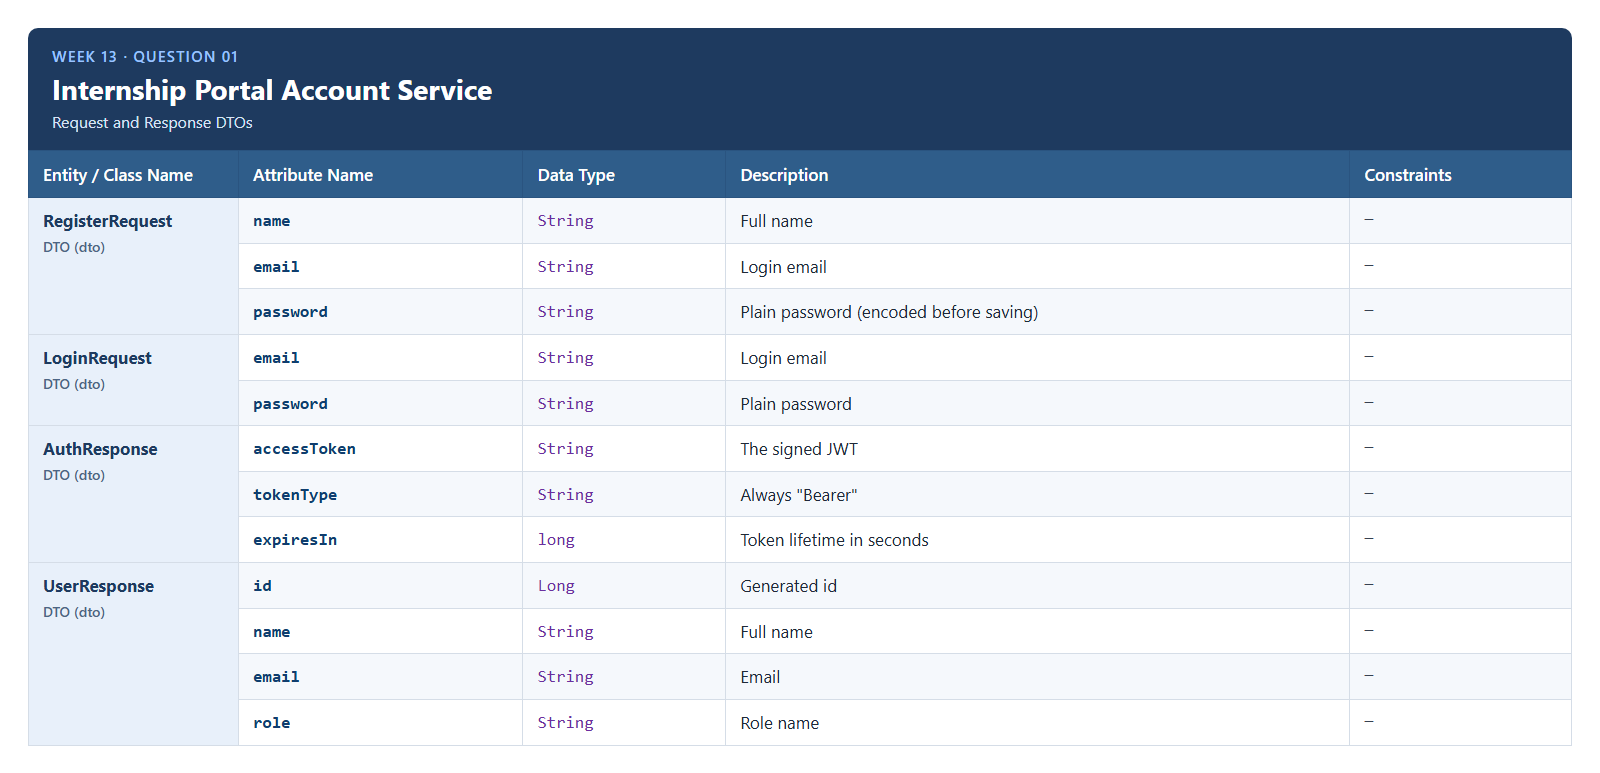 WEEK 13 · QUESTION 01
Internship Portal Account Service
Request and Response DTOs
Entity / Class Name Attribute Name Data Type Description Constraints
RegisterRequest name String Full name –
DTO (dto)
email String Login email –
password String Plain password (encoded before saving) –
LoginRequest email String Login email –
DTO (dto)
password String Plain password –
AuthResponse accessToken String The signed JWT –
DTO (dto)
tokenType String Always "Bearer" –
expiresIn long Token lifetime in seconds –
UserResponse id Long Generated id –
DTO (dto)
name String Full name –
email String Email –
role String Role name –